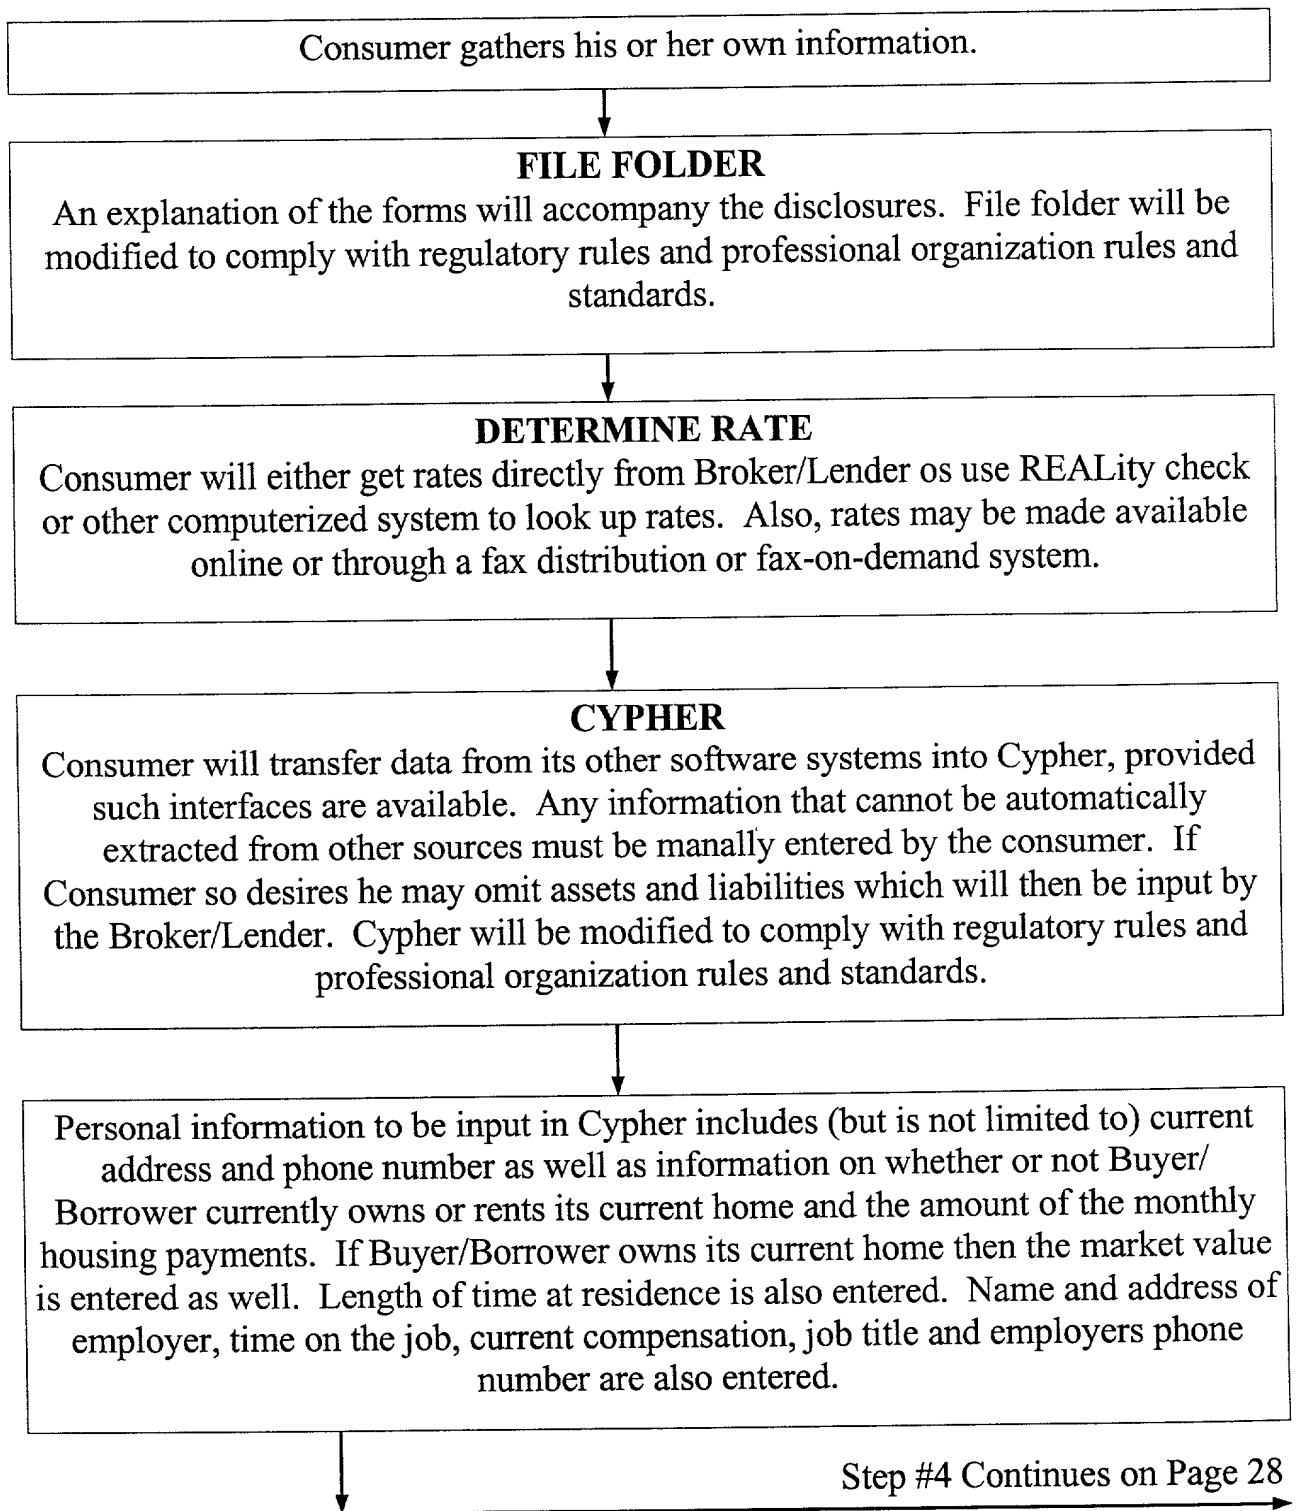 Consumer gathers his or her own information.
FILE FOLDER
An explanation of the forms will accompany the disclosures. File folder will be
modified to comply with regulatory rules and professional organization rules and
standards.
DETERMINE RATE
Consumer will either get rates directly from Broker/Lender os use REALity check
or other computerized system to look up rates. Also, rates may be made available
online or through a fax distribution or fax-on-demand system.
CYPHER
Consumer will transfer data from its other software systems into Cypher, provided
such interfaces are available. Any information that cannot be automatically
extracted from other sources must be manally entered by the consumer. If
Consumer so desires he may omit assets and liabilities which will then be input by
the Broker/Lender. Cypher will be modified to comply with regulatory rules and
professional organization rules and standards.
Personal information to be input in Cypher includes (but is not limited to) current
address and phone number as well as information on whether or not Buyer/
Borrower currently owns or rents its current home and the amount of the monthly
housing payments. If Buyer/Borrower owns its current home then the market value
is entered as well. Length of time at residence is also entered. Name and address of
employer, time on the job, current compensation, job title and employers phone
number are also entered.
Step #4 Continues on Page 28